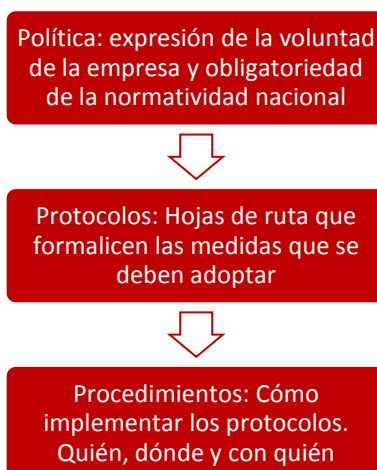 Política: expresión de la voluntad
de la empresa y obligatoriedad
de la normatividad nacional
Protocolos: Hojas de ruta que
formalicen las medidas que se
deben adoptar
Procedimientos: Cómo
implementar los protocolos.
Quién, dónde y con quién